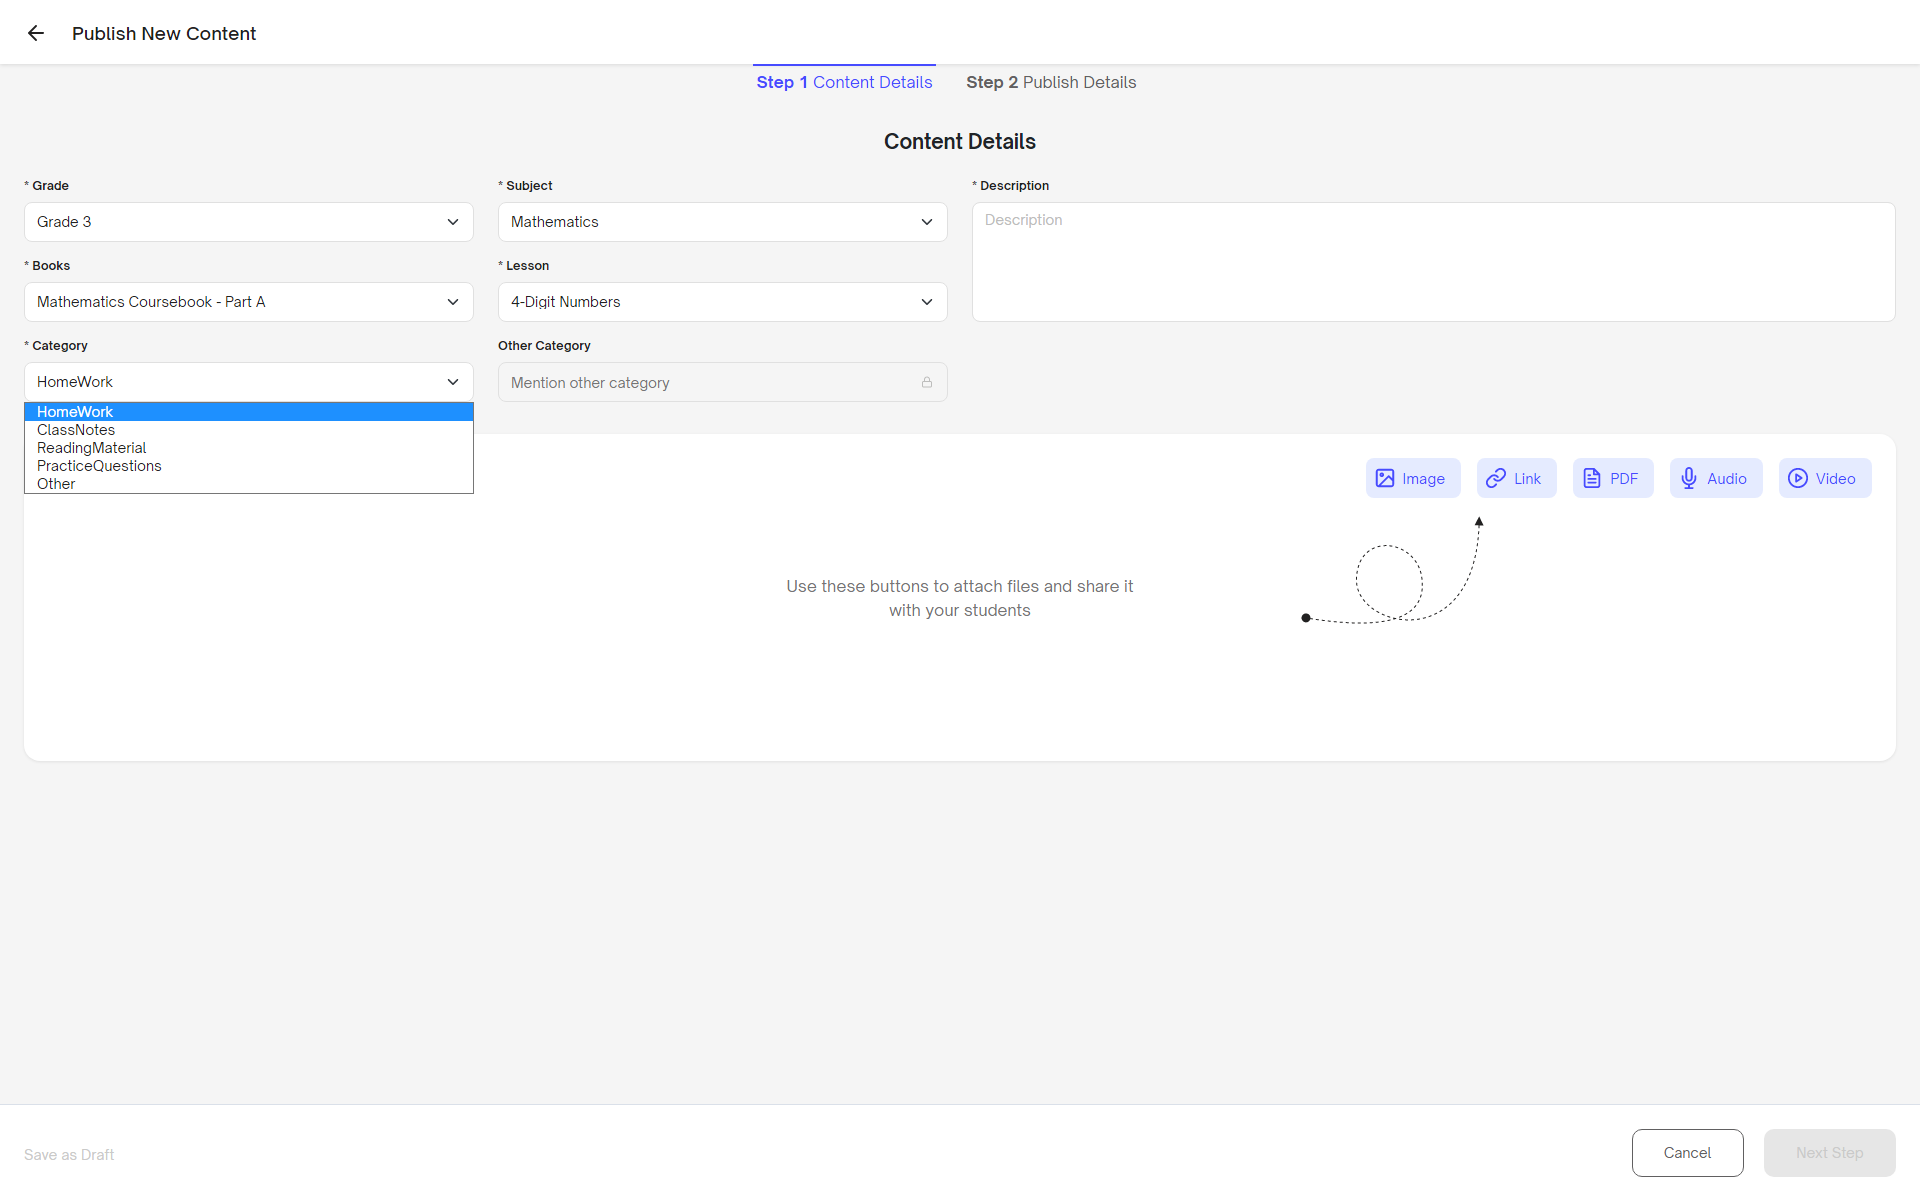 Publish New Content
Step 1 Content Details
Step 2 Publish Details
Content Details
* Grade
Grade 3
* Subject
Mathematics
* Description
Description
* Books
Mathematics Coursebook - Part A
* Lesson
4-Digit Numbers
* Category
HomeWork
Other Category
Mention other category
HomeWork
ClassNotes
ReadingMaterial
PracticeQuestions
Other
Image
Link
PDF
Audio
Video
Use these buttons to attach files and share it
with your students
Save as Draft
Cancel
Next Step